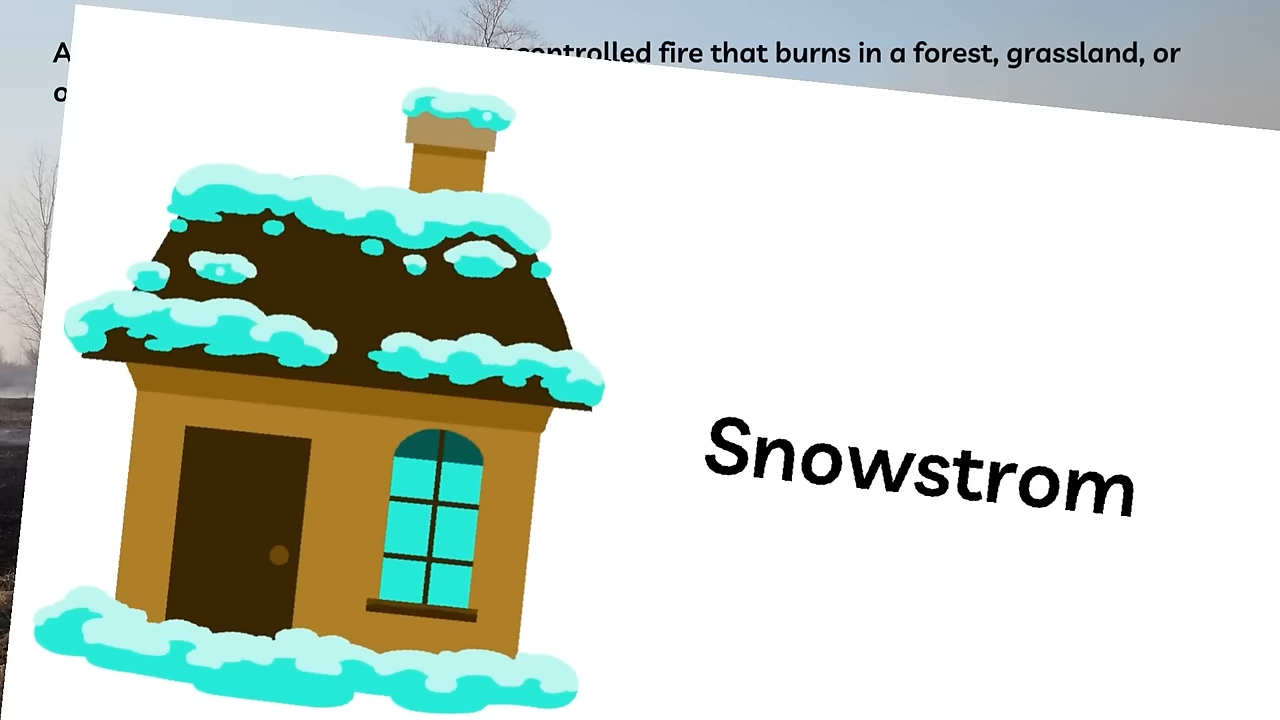 A
controlled fire that burns in a forest, grassland, or
o
Snowstrom